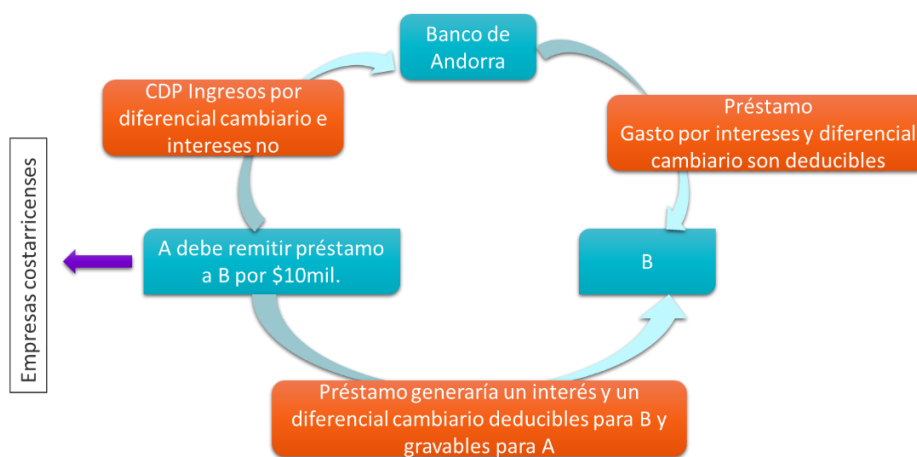 Banco de
Andorra
CDP Ingresos por
diferencial cambiario e
intereses no
Préstamo
Gasto por intereses y diferencial
cambiario son deducibles
Empresas costarricenses
A debe remitir préstamo
a B por $10mil.
B
Préstamo generaría un interés y un
diferencial cambiario deducibles para B y
gravables para A